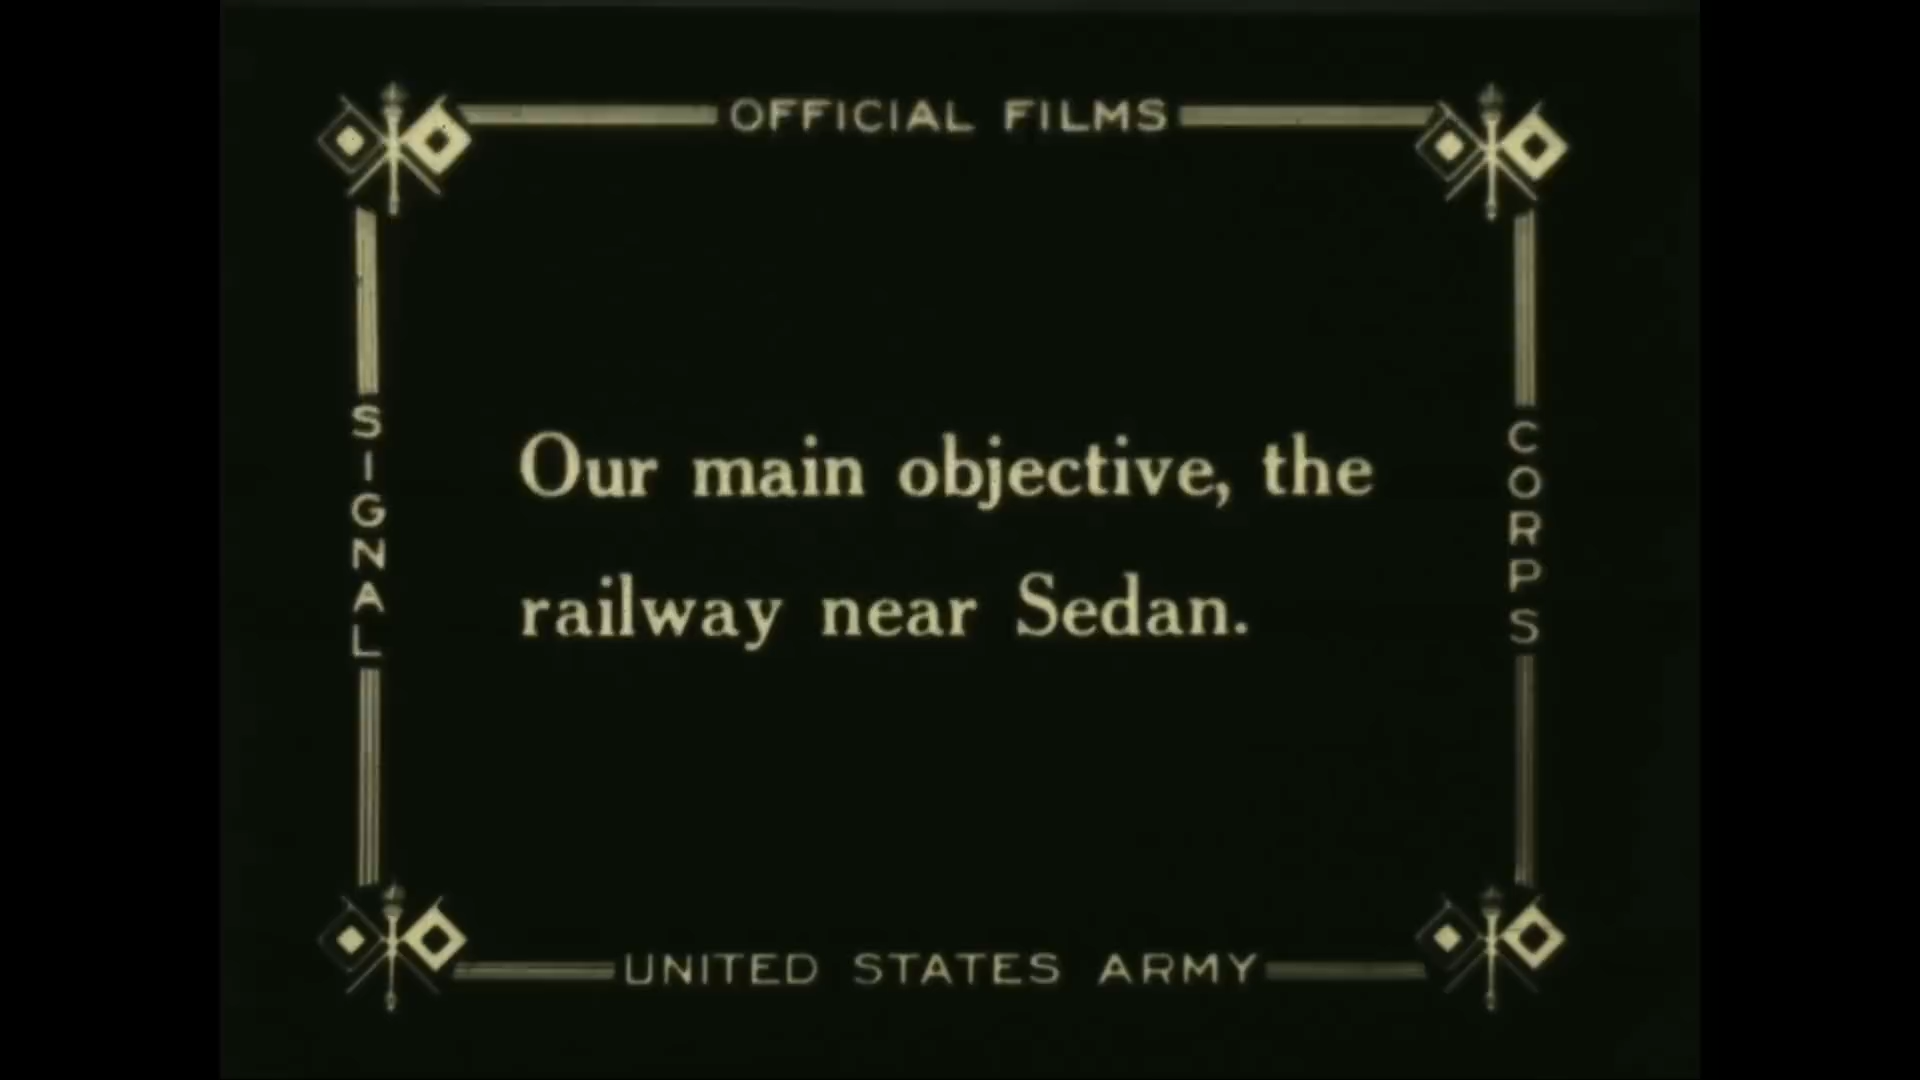 OFFICIAL FILMS
SIGNAL
CORPS
Our main objective, the
railway near Sedan.
UNITED STATES ARMY